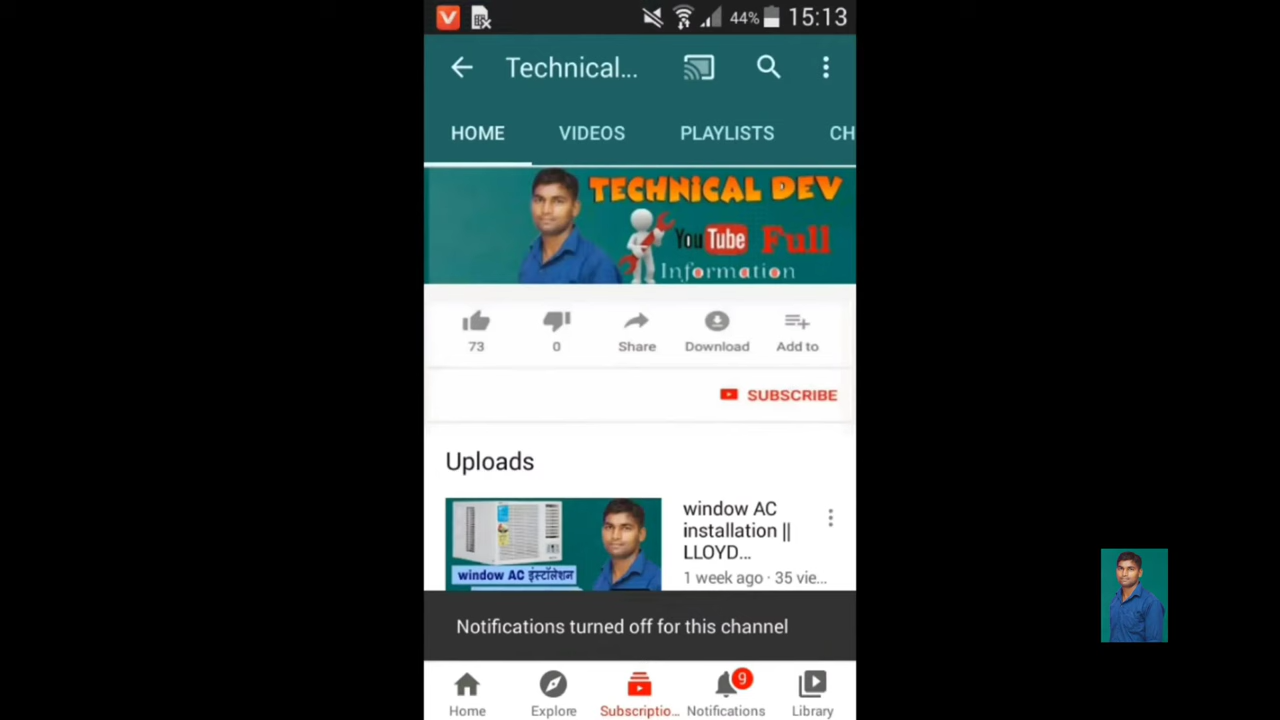 44% 15:13
Technical...
HOME VIDEOS PLAYLISTS CH
TECHNiCAL DEV
YouTube Full
Information
73 0 Share Download Add to
SUBSCRIBE
Uploads
window AC
installation ||
LLOYD...
1 week ago · 35 vie...
window AC इंस्टॉलेशन
Notifications turned off for this channel
9
Home Explore Subscriptio... Notifications Library